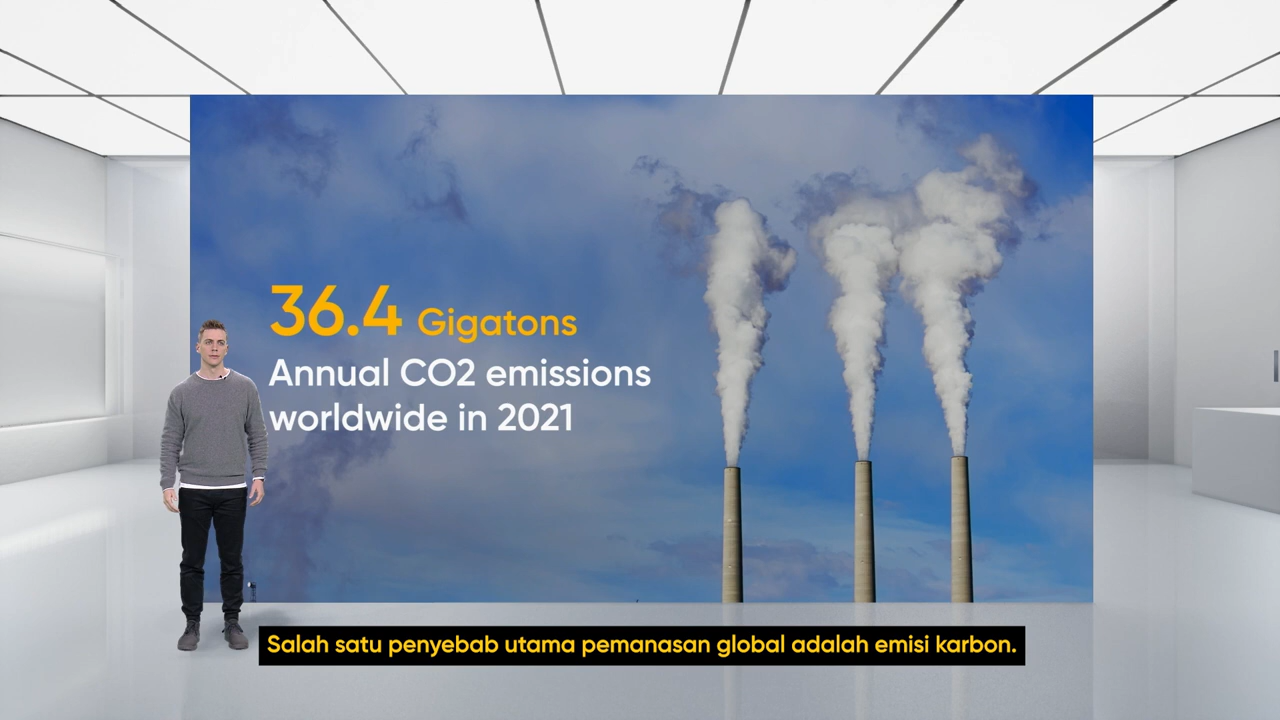 36.4 Gigatons
Annual CO2 emissions
worldwide in 2021
Salah satu penyebab utama pemanasan global adalah emisi karbon.